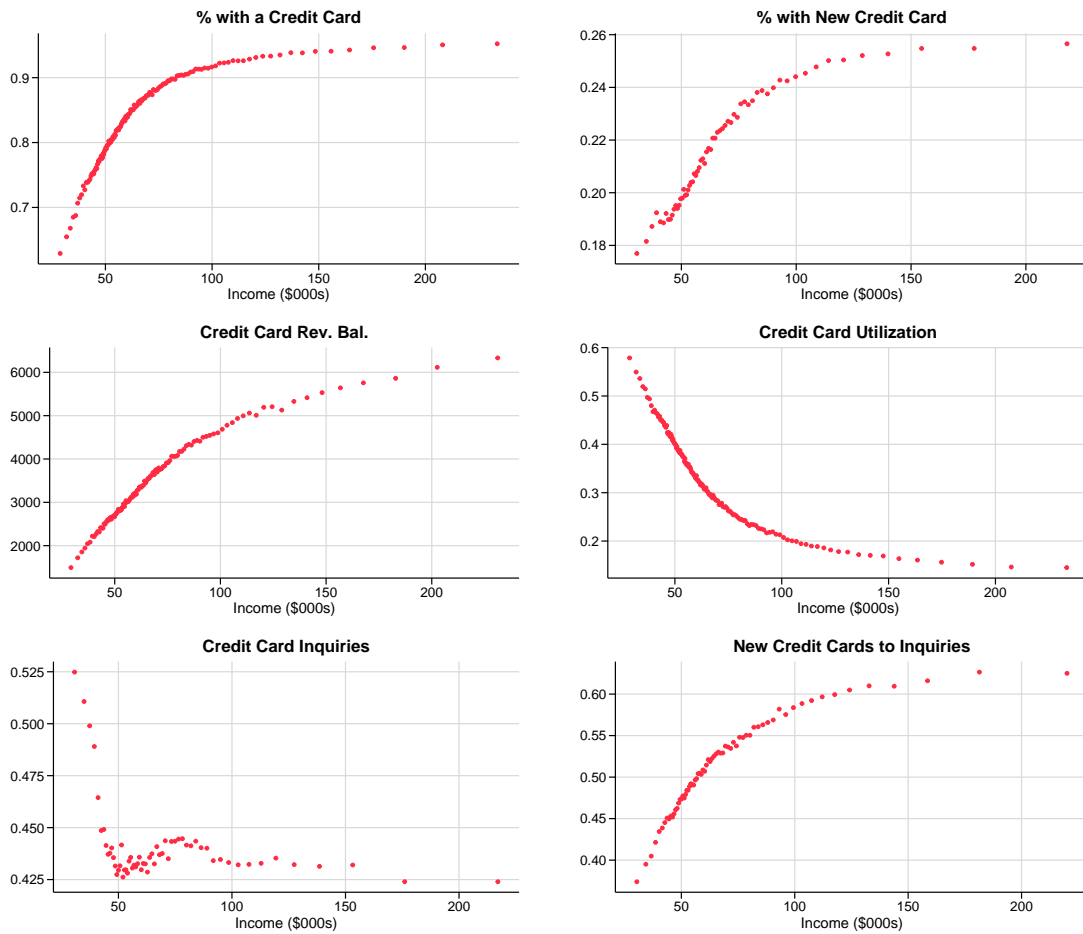 % with a Credit Card
0.9
0.7
50 100 150 200
Income ($000s)
% with New Credit Card
0.26
0.24
0.22
0.20
0.18
50 100 150 200
Income ($000s)
Credit Card Rev. Bal.
6000
5000
4000
3000
2000
50 100 150 200
Income ($000s)
Credit Card Utilization
0.6
0.5
0.4
0.3
0.2
50 100 150 200
Income ($000s)
Credit Card Inquiries
0.525
0.500
0.475
0.450
0.425
50 100 150 200
Income ($000s)
New Credit Cards to Inquiries
0.60
0.55
0.50
0.45
0.40
50 100 150 200
Income ($000s)